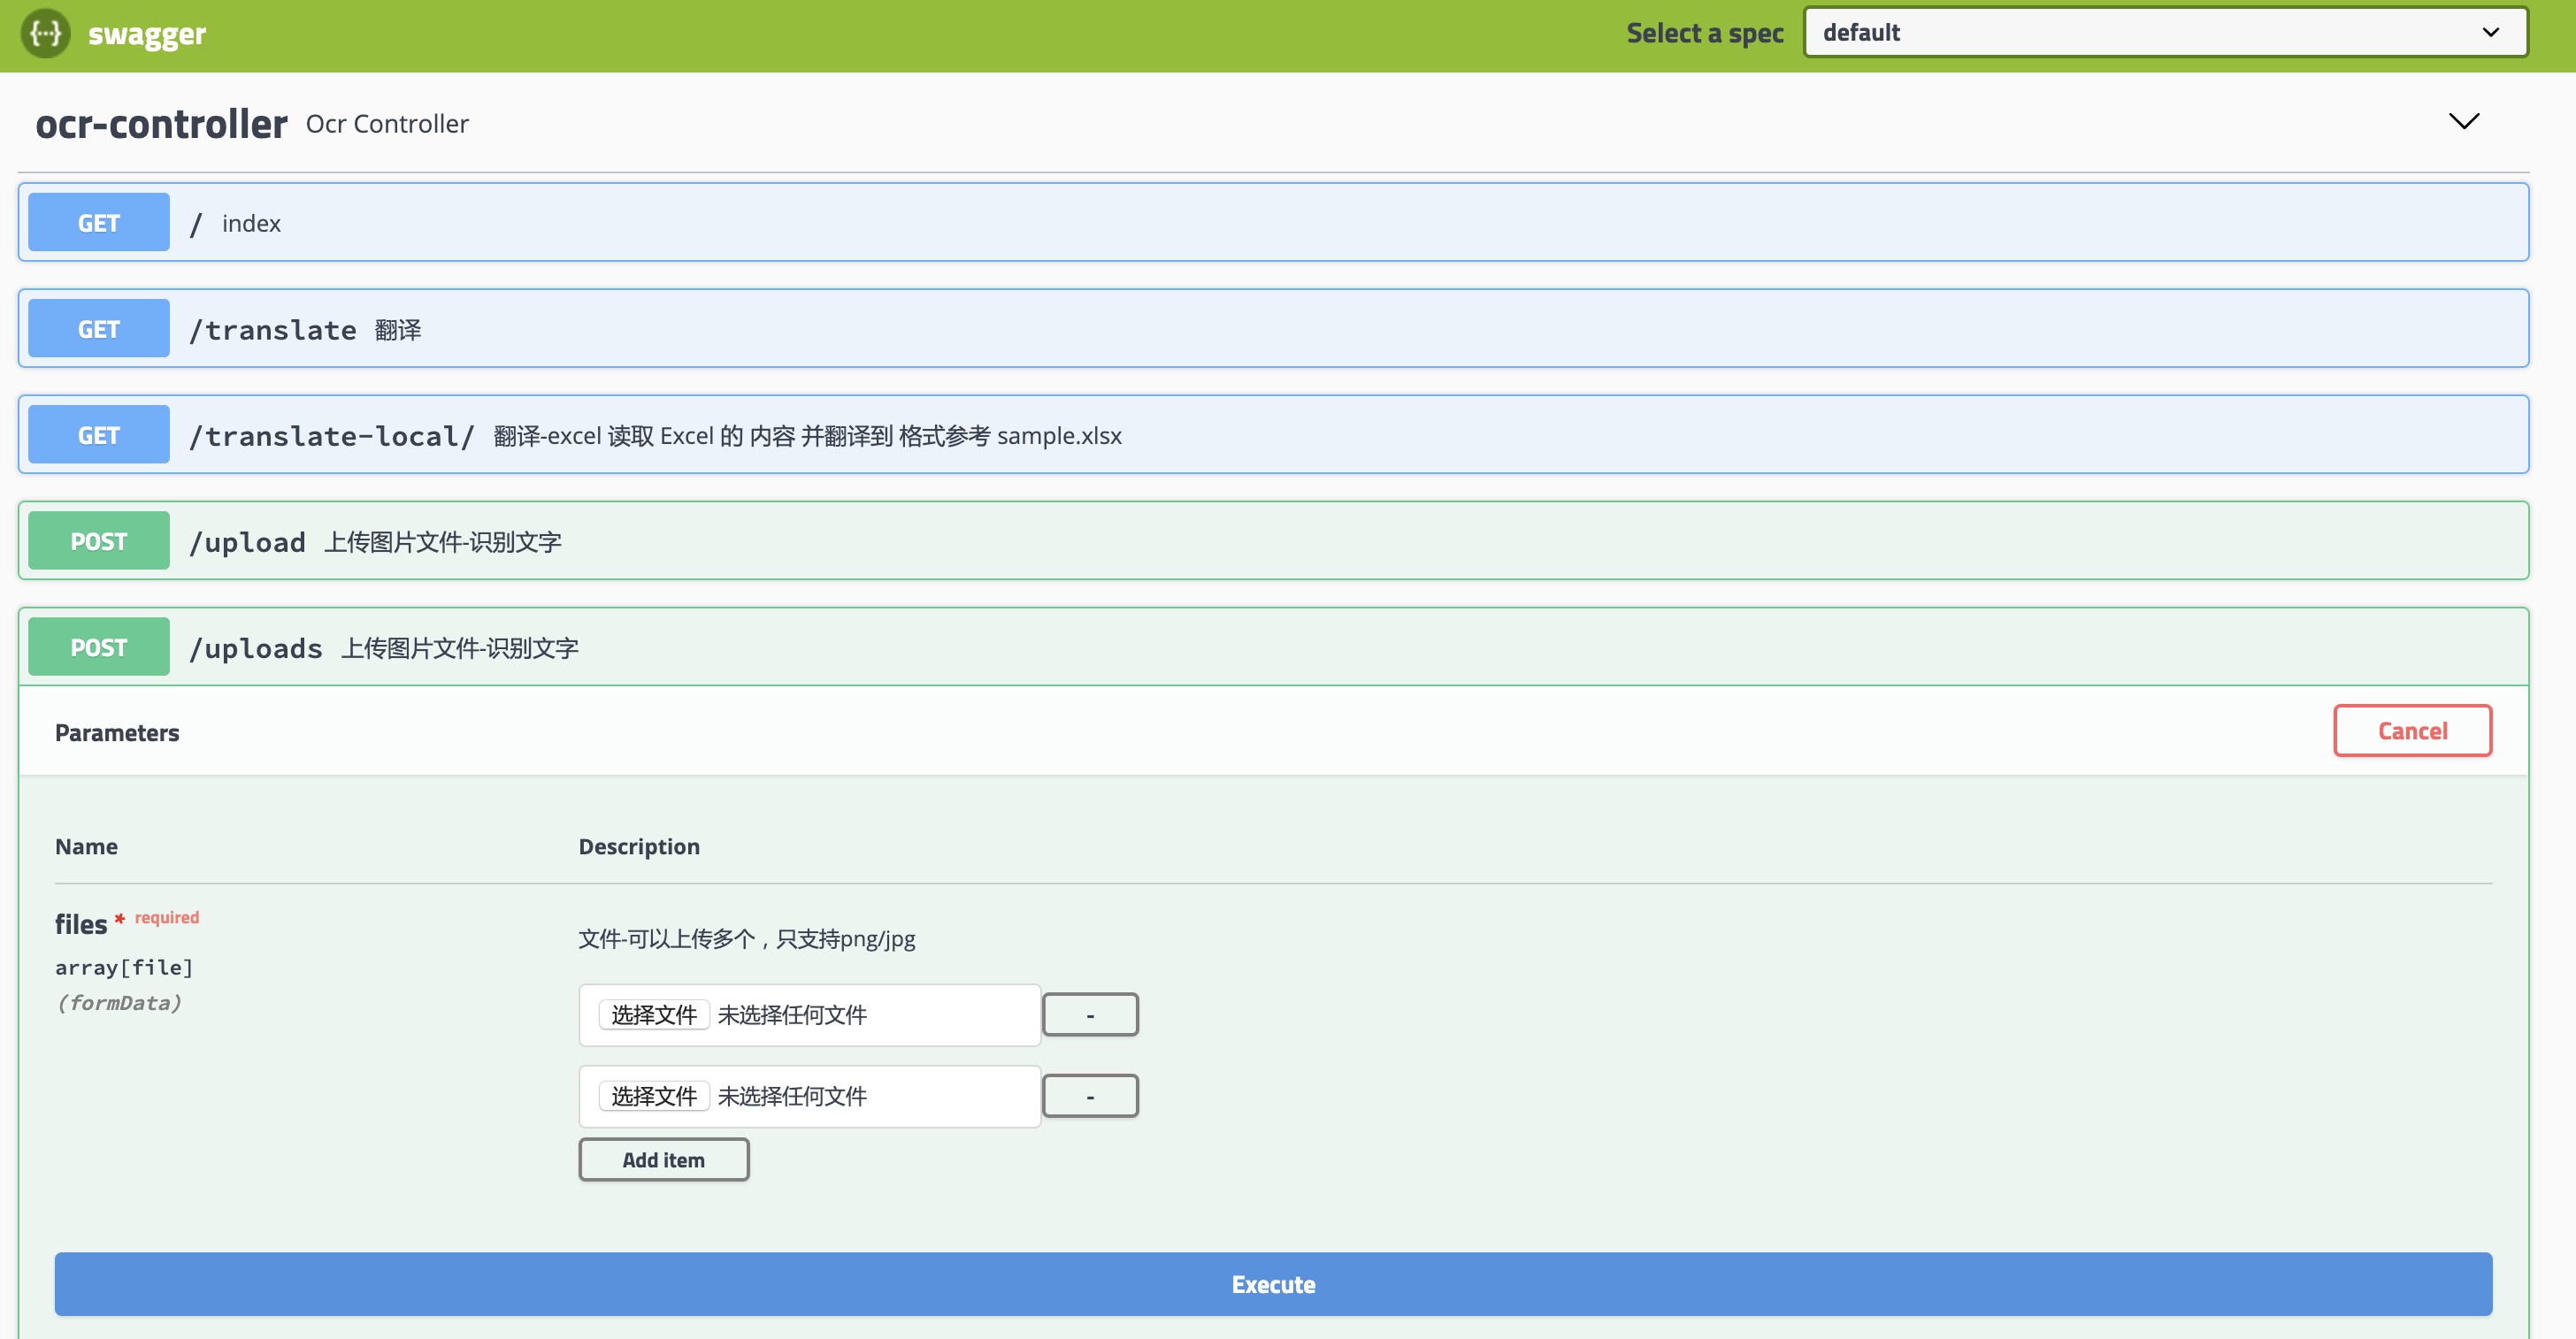 swagger Select a spec default
ocr-controller Ocr Controller
GET / index
GET /translate 翻译
GET /translate-local/ 翻译-excel 读取 Excel 的 内容 并翻译到 格式参考 sample.xlsx
POST /upload 上传图片文件-识别文字
POST /uploads 上传图片文件-识别文字
Parameters Cancel
Name Description
files * required
文件-可以上传多个，只支持png/jpg
array[file]
(formData)
选择文件 未选择任何文件 -
选择文件 未选择任何文件 -
Add item
Execute